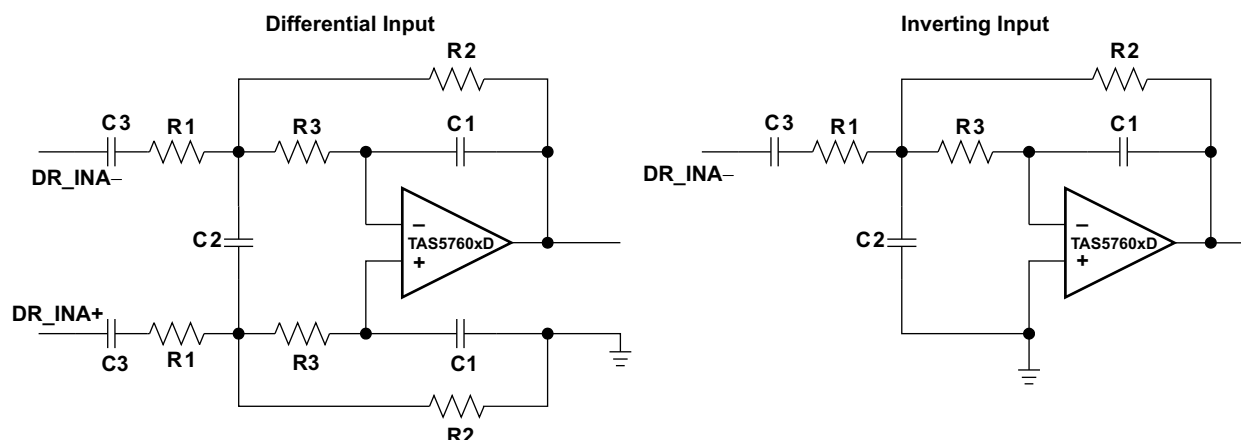 Differential Input
R2
C3
R1
R3
C1
DR_INA−
C2
−
TAS5760xD
+
DR_INA+
C3
R1
R3
C1
R2
Inverting Input
R2
C3
R1
R3
C1
DR_INA−
C2
−
TAS5760xD
+